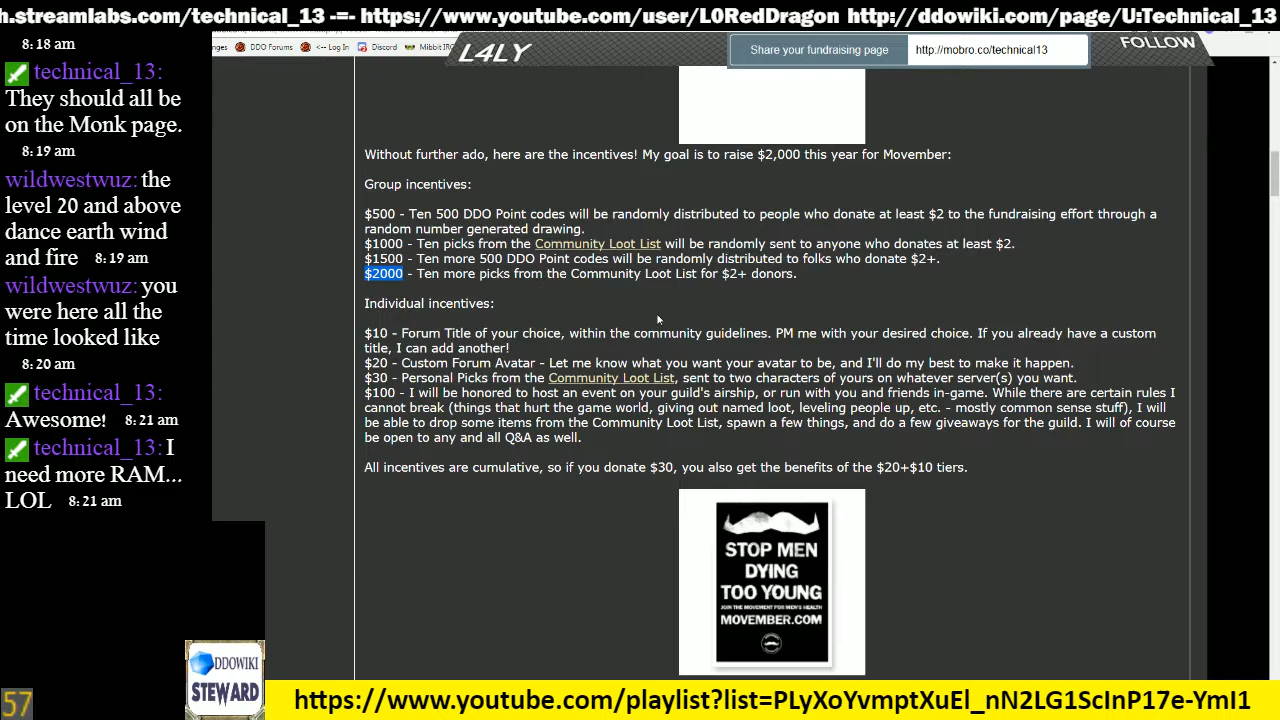 h.streamlabs.com/technical_13 -=- https://www.youtube.com/user/L0RedDragon http://ddowiki.com/page/U:Technical_13
nges DDO Forums <-- Log In Discord Mibbit IRC
L4LY
Share your fundraising page http://mobro.co/technical13
FOLLOW
8:18 am
technical_13:
They should all be
on the Monk page.
8:19 am
wildwestwuz: the
level 20 and above
dance earth wind
and fire 8:19 am
wildwestwuz: you
were here all the
time looked like
8:20 am
technical_13:
Awesome! 8:21 am
technical_13: I
need more RAM...
LOL 8:21 am
Without further ado, here are the incentives! My goal is to raise $2,000 this year for Movember:
Group incentives:
$500 - Ten 500 DDO Point codes will be randomly distributed to people who donate at least $2 to the fundraising effort through a
random number generated drawing.
$1000 - Ten picks from the Community Loot List will be randomly sent to anyone who donates at least $2.
$1500 - Ten more 500 DDO Point codes will be randomly distributed to folks who donate $2+.
$2000 - Ten more picks from the Community Loot List for $2+ donors.
Individual incentives:
$10 - Forum Title of your choice, within the community guidelines. PM me with your desired choice. If you already have a custom
title, I can add another!
$20 - Custom Forum Avatar - Let me know what you want your avatar to be, and I'll do my best to make it happen.
$30 - Personal Picks from the Community Loot List, sent to two characters of yours on whatever server(s) you want.
$100 - I will be honored to host an event on your guild's airship, or run with you and friends in-game. While there are certain rules I
cannot break (things that hurt the game world, giving out named loot, leveling people up, etc. - mostly common sense stuff), I will
be able to drop some items from the Community Loot List, spawn a few things, and do a few giveaways for the guild. I will of course
be open to any and all Q&A as well.
All incentives are cumulative, so if you donate $30, you also get the benefits of the $20+$10 tiers.
STOP MEN
DYING
TOO YOUNG
JOIN THE MOVEMENT FOR MEN'S HEALTH
MOVEMBER.COM
DDOWIKI
STEWARD
57
https://www.youtube.com/playlist?list=PLyXoYvmptXuEl_nN2LG1ScInP17e-YmI1